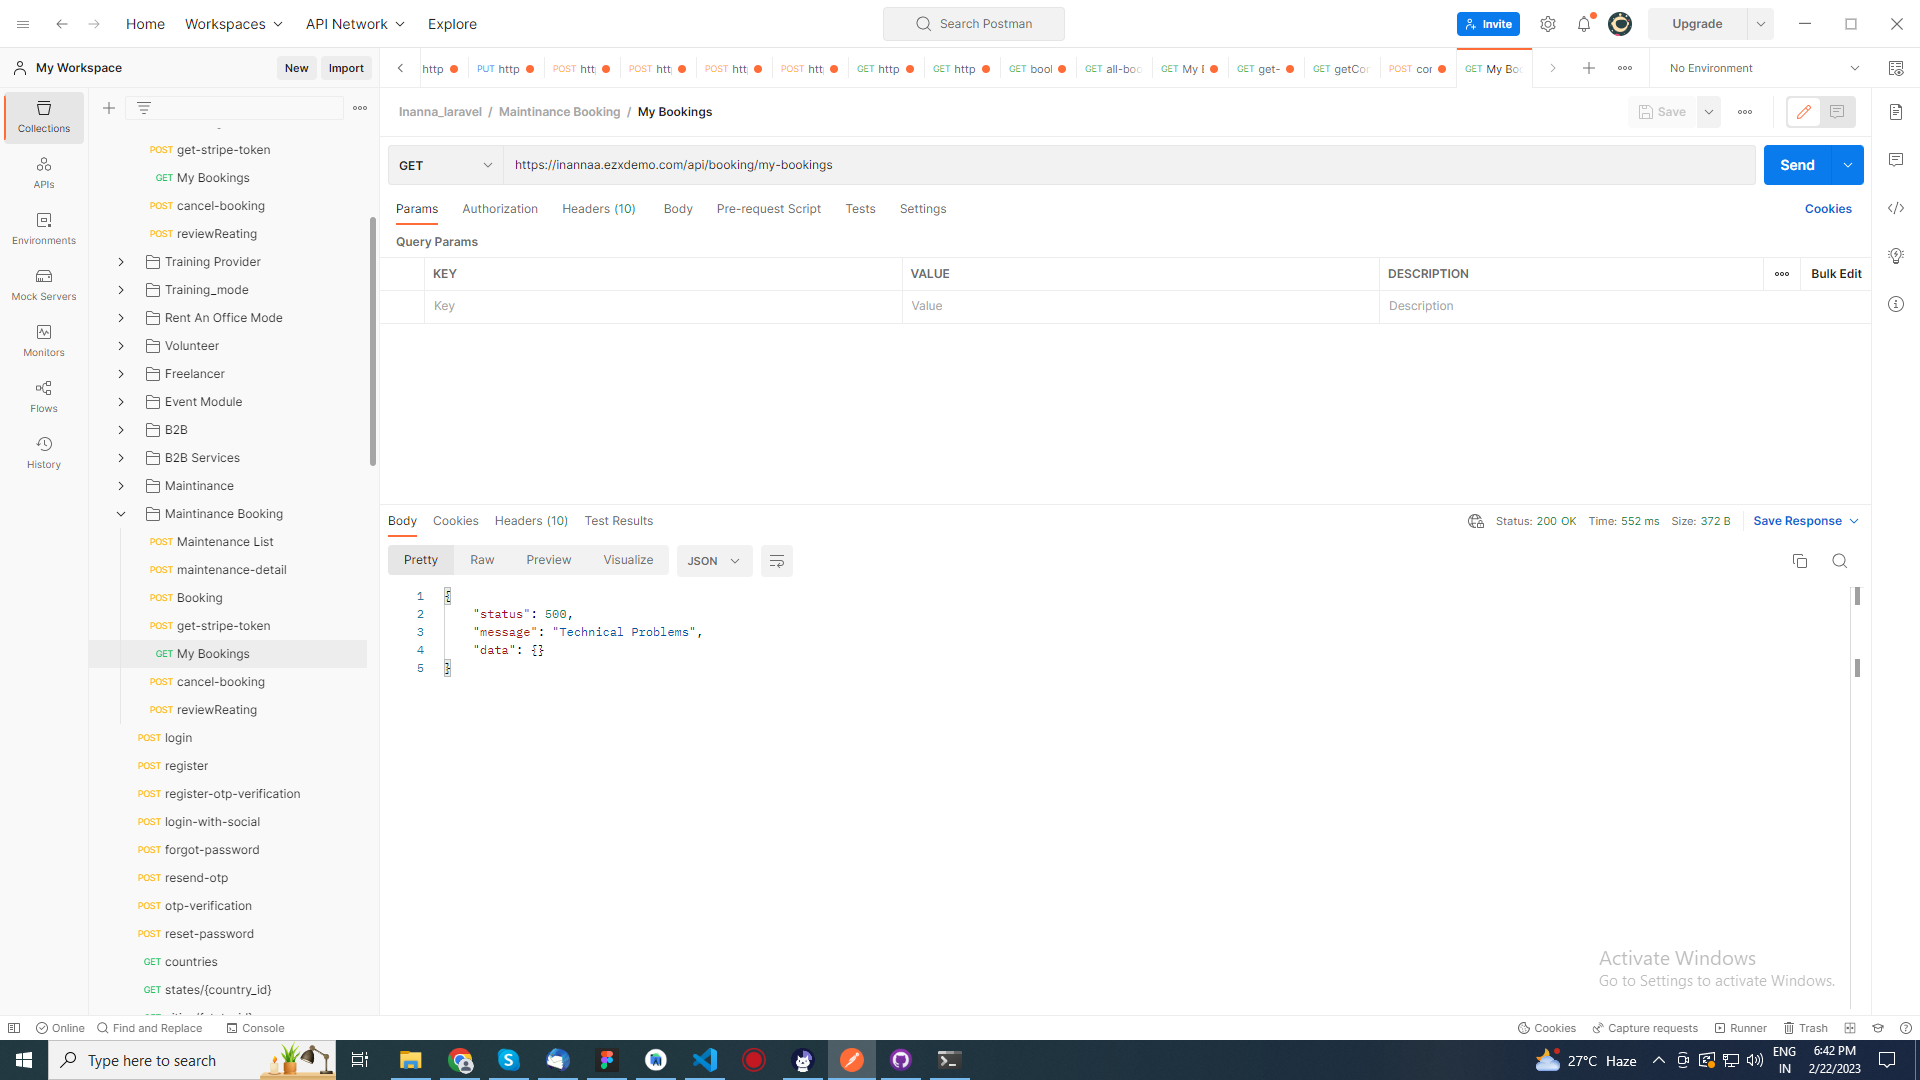 Home
Workspaces
API Network
Explore
Search Postman
Invite
Upgrade
My Workspace
New
Import
http
PUT http
POST htt
POST htt
POST htt
POST htt
GET http
GET http
GET bool
GET all-boo
GET My B
GET get-
GET getCor
POST cor
GET My Boo
No Environment
Collections
APIs
Environments
Mock Servers
Monitors
Flows
History
POST get-stripe-token
GET My Bookings
POST cancel-booking
POST reviewReating
Training Provider
Training_mode
Rent An Office Mode
Volunteer
Freelancer
Event Module
B2B
B2B Services
Maintinance
Maintinance Booking
POST Maintenance List
POST maintenance-detail
POST Booking
POST get-stripe-token
GET My Bookings
POST cancel-booking
POST reviewReating
POST login
POST register
POST register-otp-verification
POST login-with-social
POST forgot-password
POST resend-otp
POST otp-verification
POST reset-password
GET countries
GET states/{country_id}
Inanna_laravel / Maintinance Booking / My Bookings
Save
GET
https://inannaa.ezxdemo.com/api/booking/my-bookings
Send
Params
Authorization
Headers (10)
Body
Pre-request Script
Tests
Settings
Cookies
Query Params
KEY
VALUE
DESCRIPTION
Bulk Edit
Key
Value
Description
Body
Cookies
Headers (10)
Test Results
Status: 200 OK
Time: 552 ms
Size: 372 B
Save Response
Pretty
Raw
Preview
Visualize
JSON
1 {
2 "status": 500,
3 "message": "Technical Problems",
4 "data": {}
5 }
Activate Windows
Go to Settings to activate Windows.
Online
Find and Replace
Console
Cookies
Capture requests
Runner
Trash
Type here to search
27°C Haze
ENG
IN
6:42 PM
2/22/2023